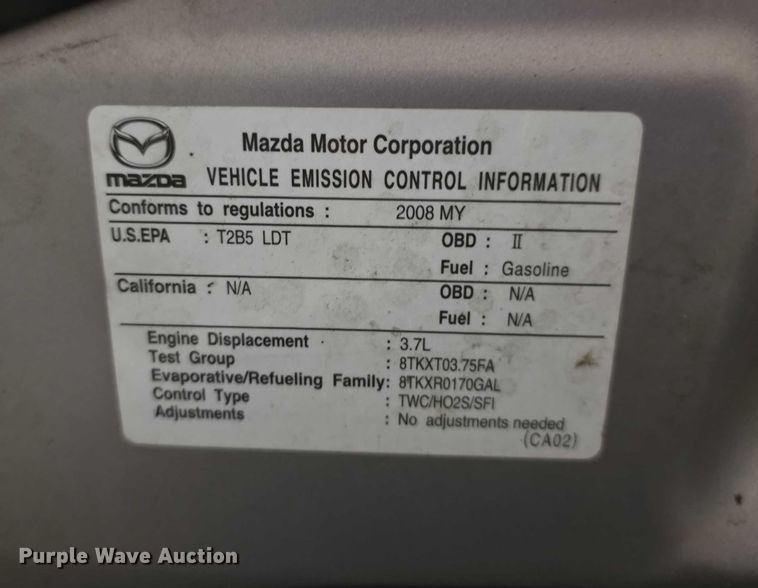 Mazda Motor Corporation
mazda VEHICLE EMISSION CONTROL INFORMATION
Conforms to regulations : 2008 MY
U.S.EPA : T2B5 LDT OBD : II
Fuel : Gasoline
California : N/A OBD : N/A
Fuel : N/A
Engine Displacement : 3.7L
Test Group : 8TKXT03.75FA
Evaporative/Refueling Family: 8TKXR0170GAL
Control Type : TWC/HO2S/SFI
Adjustments : No adjustments needed
(CA02)
Purple Wave Auction